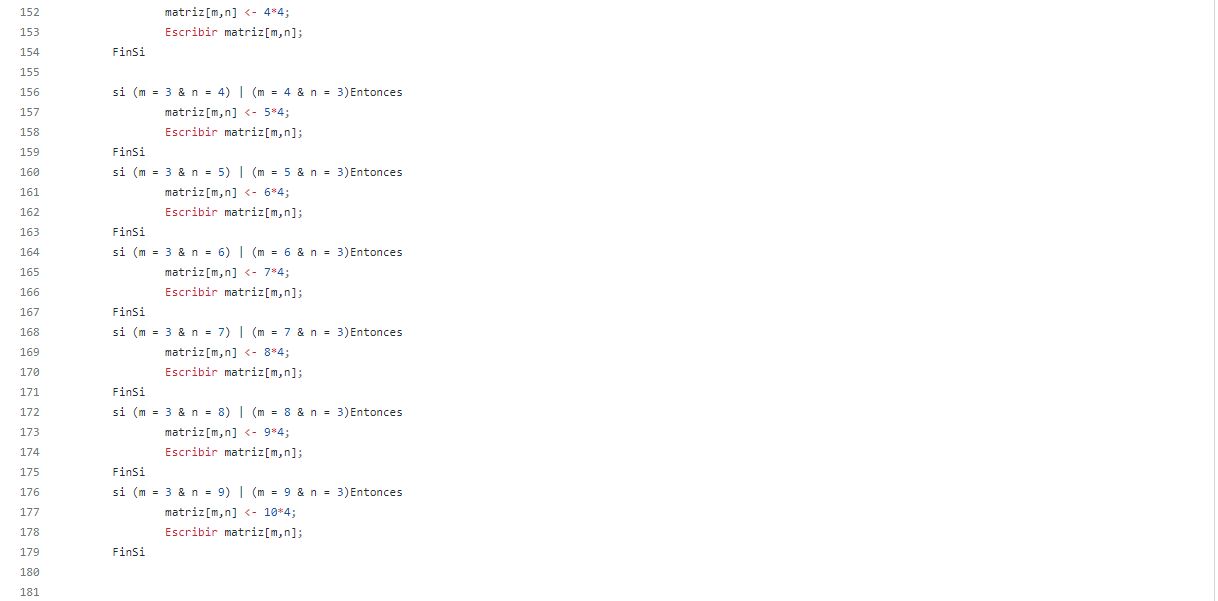 152 matriz[m,n] <- 4*4;
153 Escribir matriz[m,n];
154 FinSi
155
156 si (m = 3 & n = 4) | (m = 4 & n = 3)Entonces
157 matriz[m,n] <- 5*4;
158 Escribir matriz[m,n];
159 FinSi
160 si (m = 3 & n = 5) | (m = 5 & n = 3)Entonces
161 matriz[m,n] <- 6*4;
162 Escribir matriz[m,n];
163 FinSi
164 si (m = 3 & n = 6) | (m = 6 & n = 3)Entonces
165 matriz[m,n] <- 7*4;
166 Escribir matriz[m,n];
167 FinSi
168 si (m = 3 & n = 7) | (m = 7 & n = 3)Entonces
169 matriz[m,n] <- 8*4;
170 Escribir matriz[m,n];
171 FinSi
172 si (m = 3 & n = 8) | (m = 8 & n = 3)Entonces
173 matriz[m,n] <- 9*4;
174 Escribir matriz[m,n];
175 FinSi
176 si (m = 3 & n = 9) | (m = 9 & n = 3)Entonces
177 matriz[m,n] <- 10*4;
178 Escribir matriz[m,n];
179 FinSi
180
181